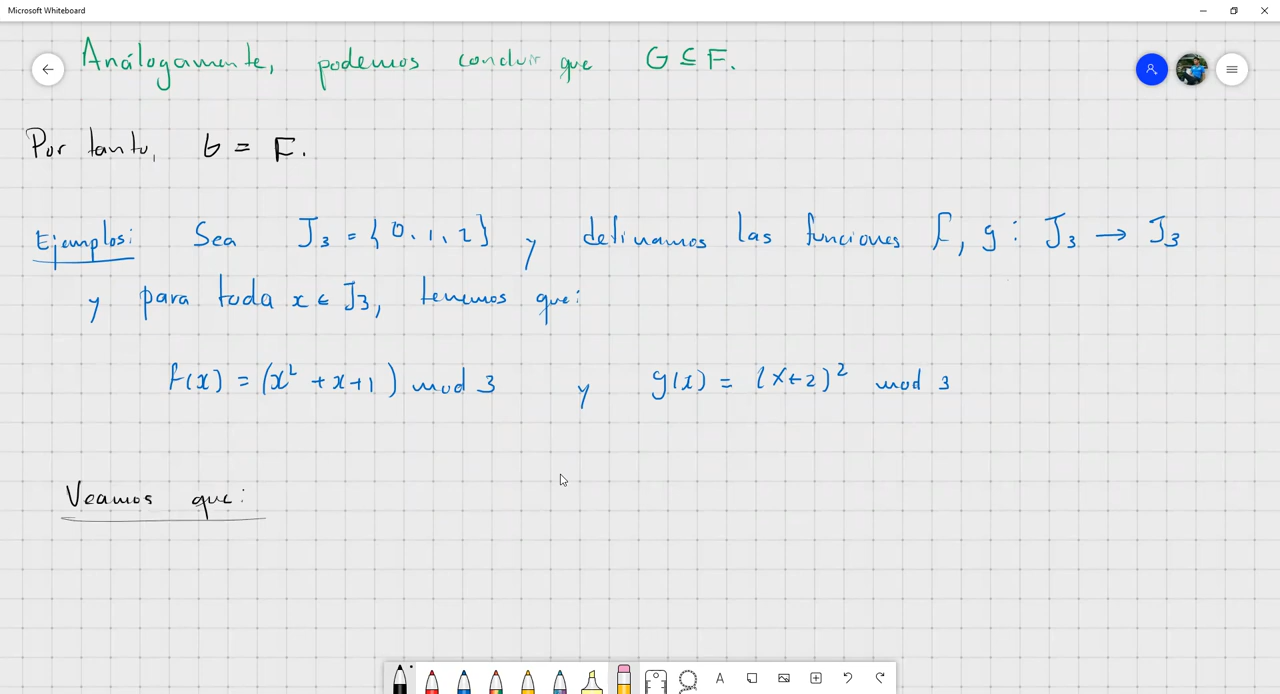 Microsoft Whiteboard
Análogamente, podemos concluir que G ⊆ F.
Por tanto, G = F.
Ejemplos: Sea J₃ = {0, 1, 2} y definamos las funciones f, g : J₃ → J₃
y para toda x ∈ J₃, tenemos que:
f(x) = (x² + x + 1) mod 3 y g(x) = (x + 2)² mod 3
Veamos que: